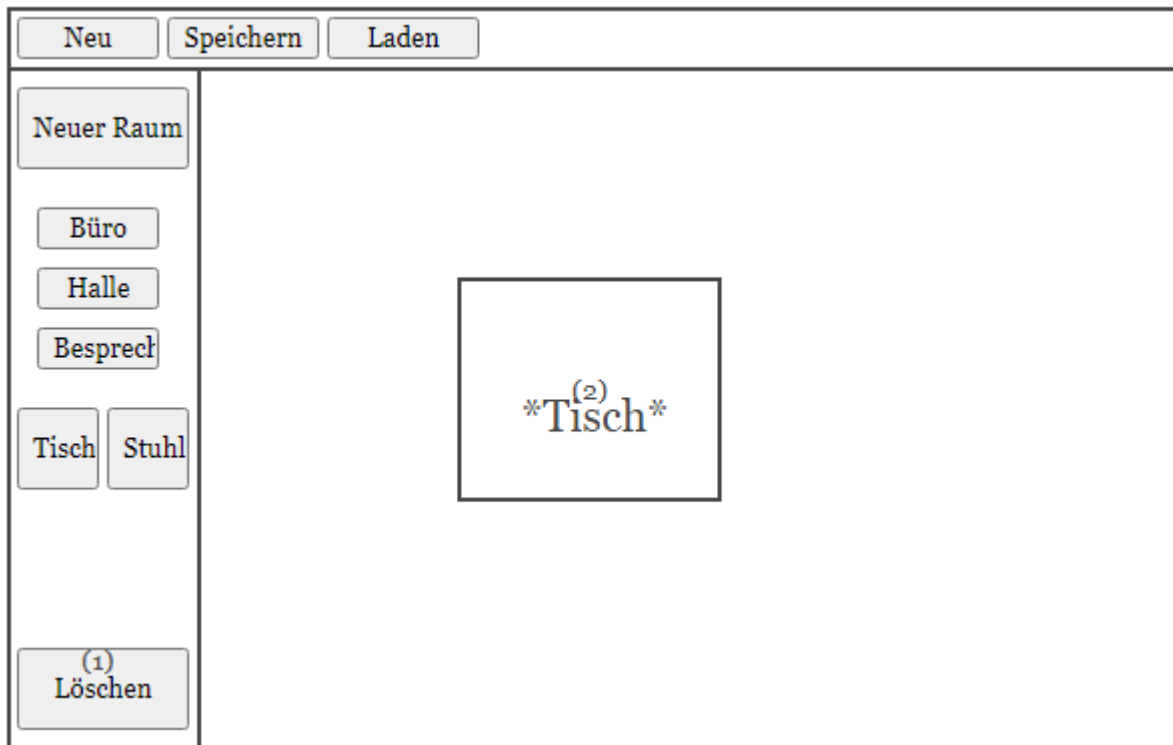 Neu Speichern Laden
Neuer Raum
Büro
Halle
Besprech
(2)
*Tisch*
Tisch Stuhl
(1)
Löschen